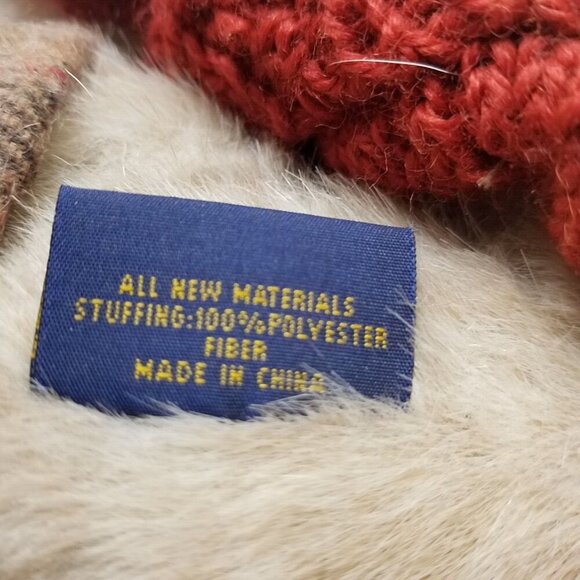 ALL NEW MATERIALS
STUFFING:100%POLYESTER
FIBER
MADE IN CHINA